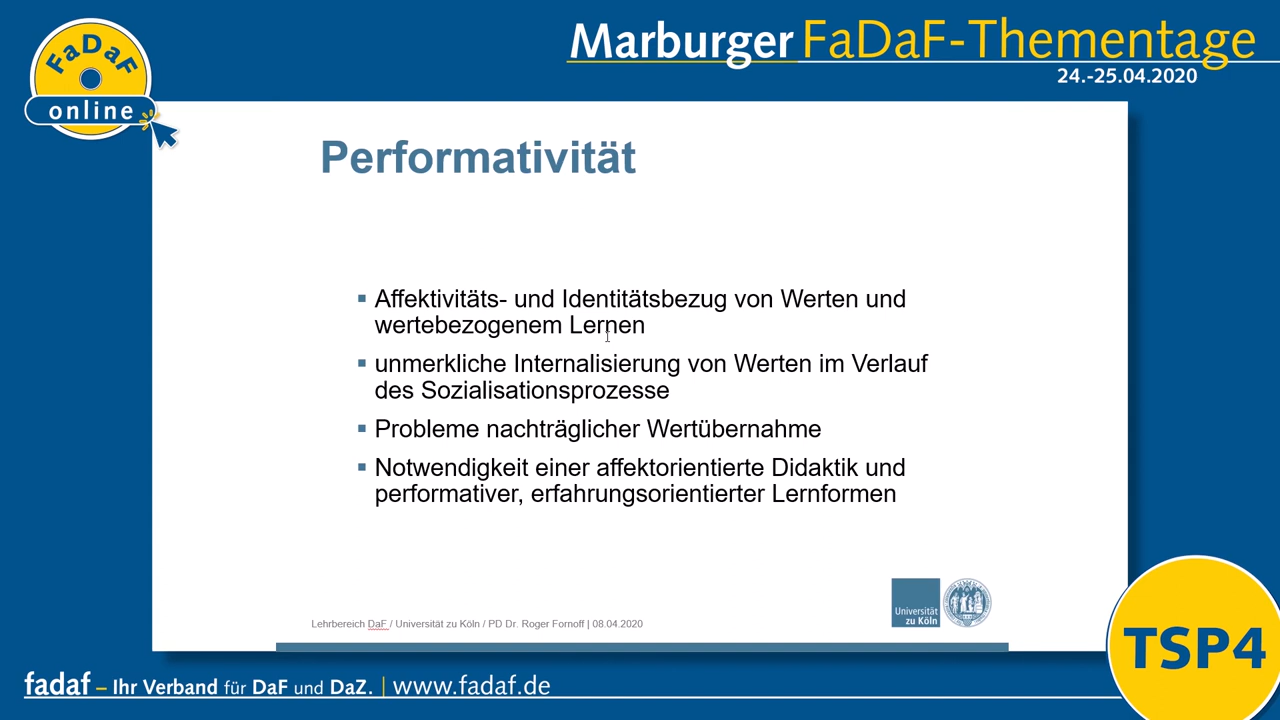 FaDaF
online
Marburger FaDaF-Thementage
24.-25.04.2020
Performativität
Affektivitäts- und Identitätsbezug von Werten und
wertebezogenem Lernen
unmerkliche Internalisierung von Werten im Verlauf
des Sozialisationsprozesse
Probleme nachträglicher Wertübernahme
Notwendigkeit einer affektorientierte Didaktik und
performativer, erfahrungsorientierter Lernformen
Universität
zu Köln
Lehrbereich DaF / Universität zu Köln / PD Dr. Roger Fornoff | 08.04.2020
TSP4
fadaf – Ihr Verband für DaF und DaZ. | www.fadaf.de